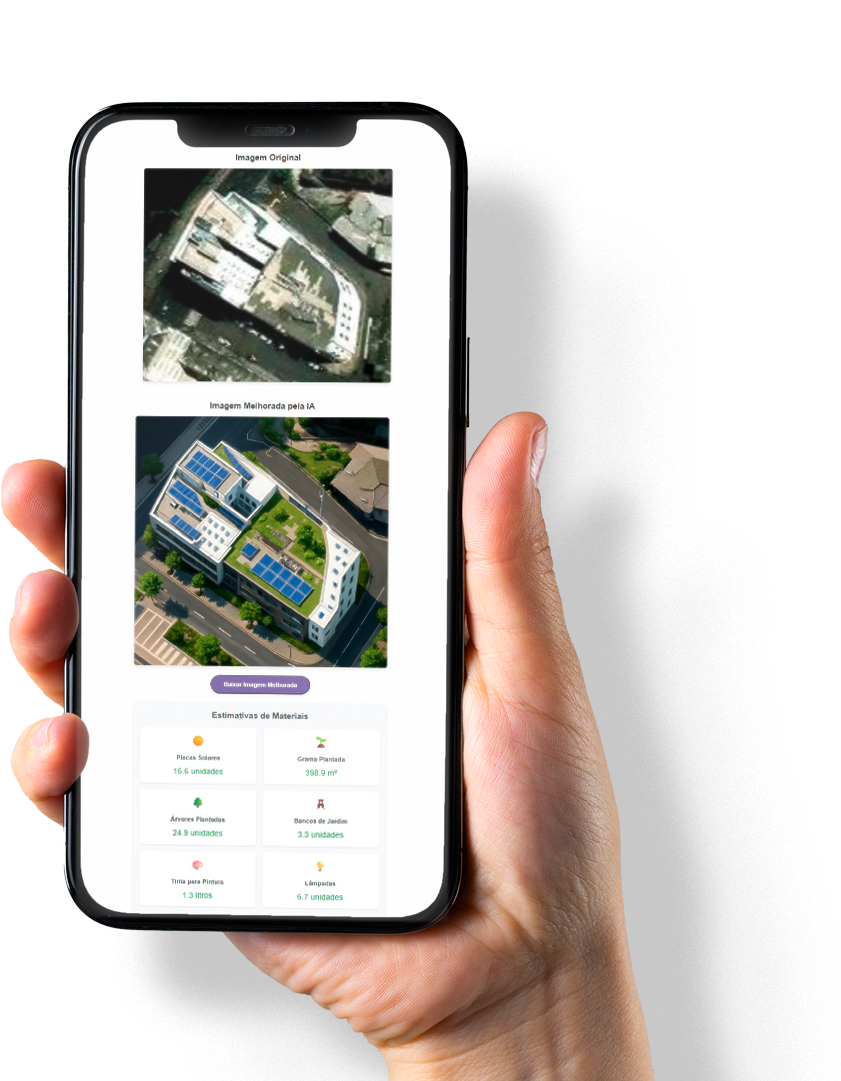 Imagem Original
Imagem Melhorada pela IA
Baixar Imagem Melhorada
Estimativas de Materiais
Placas Solares
16.6 unidades
Grama Plantada
398.9 m²
Árvores Plantadas
24.9 unidades
Bancos de Jardim
3.3 unidades
Tinta para Pintura
1.3 litros
Lâmpadas
6.7 unidades